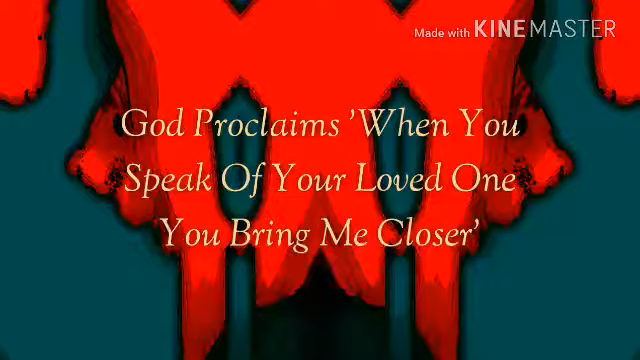 Made with KINEMASTER
God Proclaims 'When You
Speak Of Your Loved One
You Bring Me Closer'